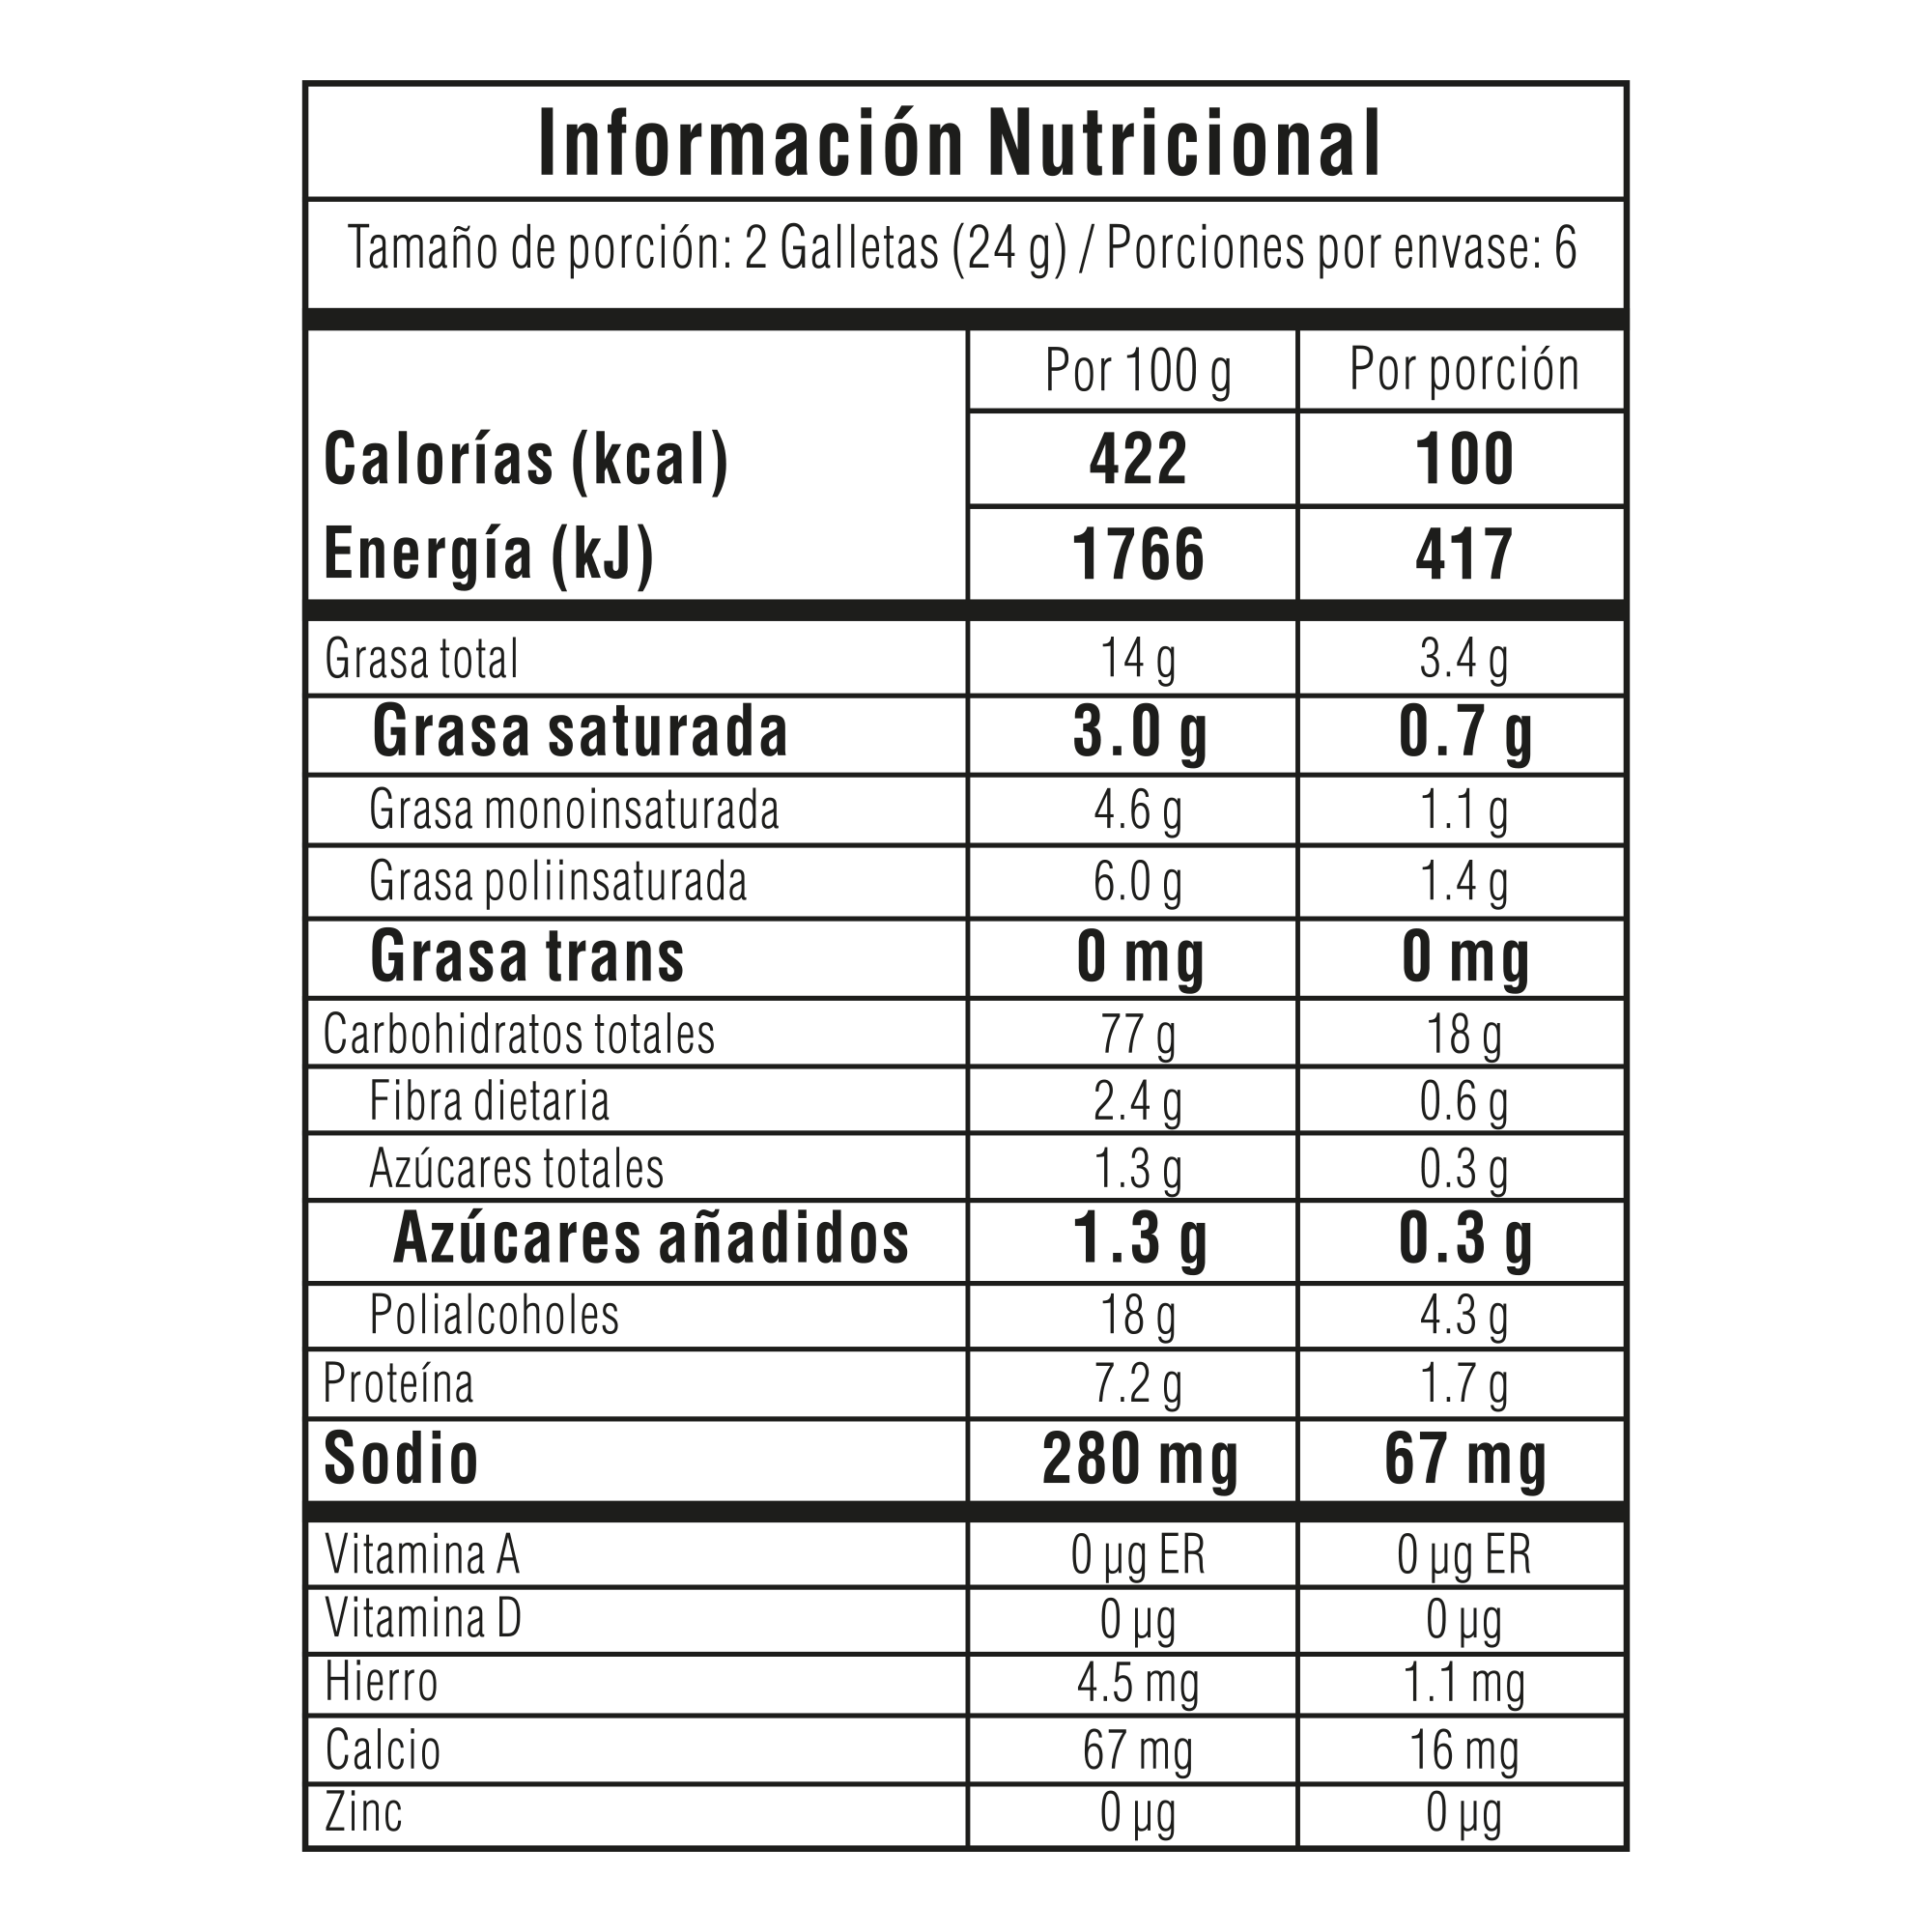 Información Nutricional
Tamaño de porción: 2 Galletas (24 g) / Porciones por envase: 6
Por 100 g Por porción
Calorías (kcal) 422 100
Energía (kJ) 1766 417
Grasa total 14 g 3.4 g
Grasa saturada 3.0 g 0.7 g
Grasa monoinsaturada 4.6 g 1.1 g
Grasa poliinsaturada 6.0 g 1.4 g
Grasa trans 0 mg 0 mg
Carbohidratos totales 77 g 18 g
Fibra dietaria 2.4 g 0.6 g
Azúcares totales 1.3 g 0.3 g
Azúcares añadidos 1.3 g 0.3 g
Polialcoholes 18 g 4.3 g
Proteína 7.2 g 1.7 g
Sodio 280 mg 67 mg
Vitamina A 0 µg ER 0 µg ER
Vitamina D 0 µg 0 µg
Hierro 4.5 mg 1.1 mg
Calcio 67 mg 16 mg
Zinc 0 µg 0 µg